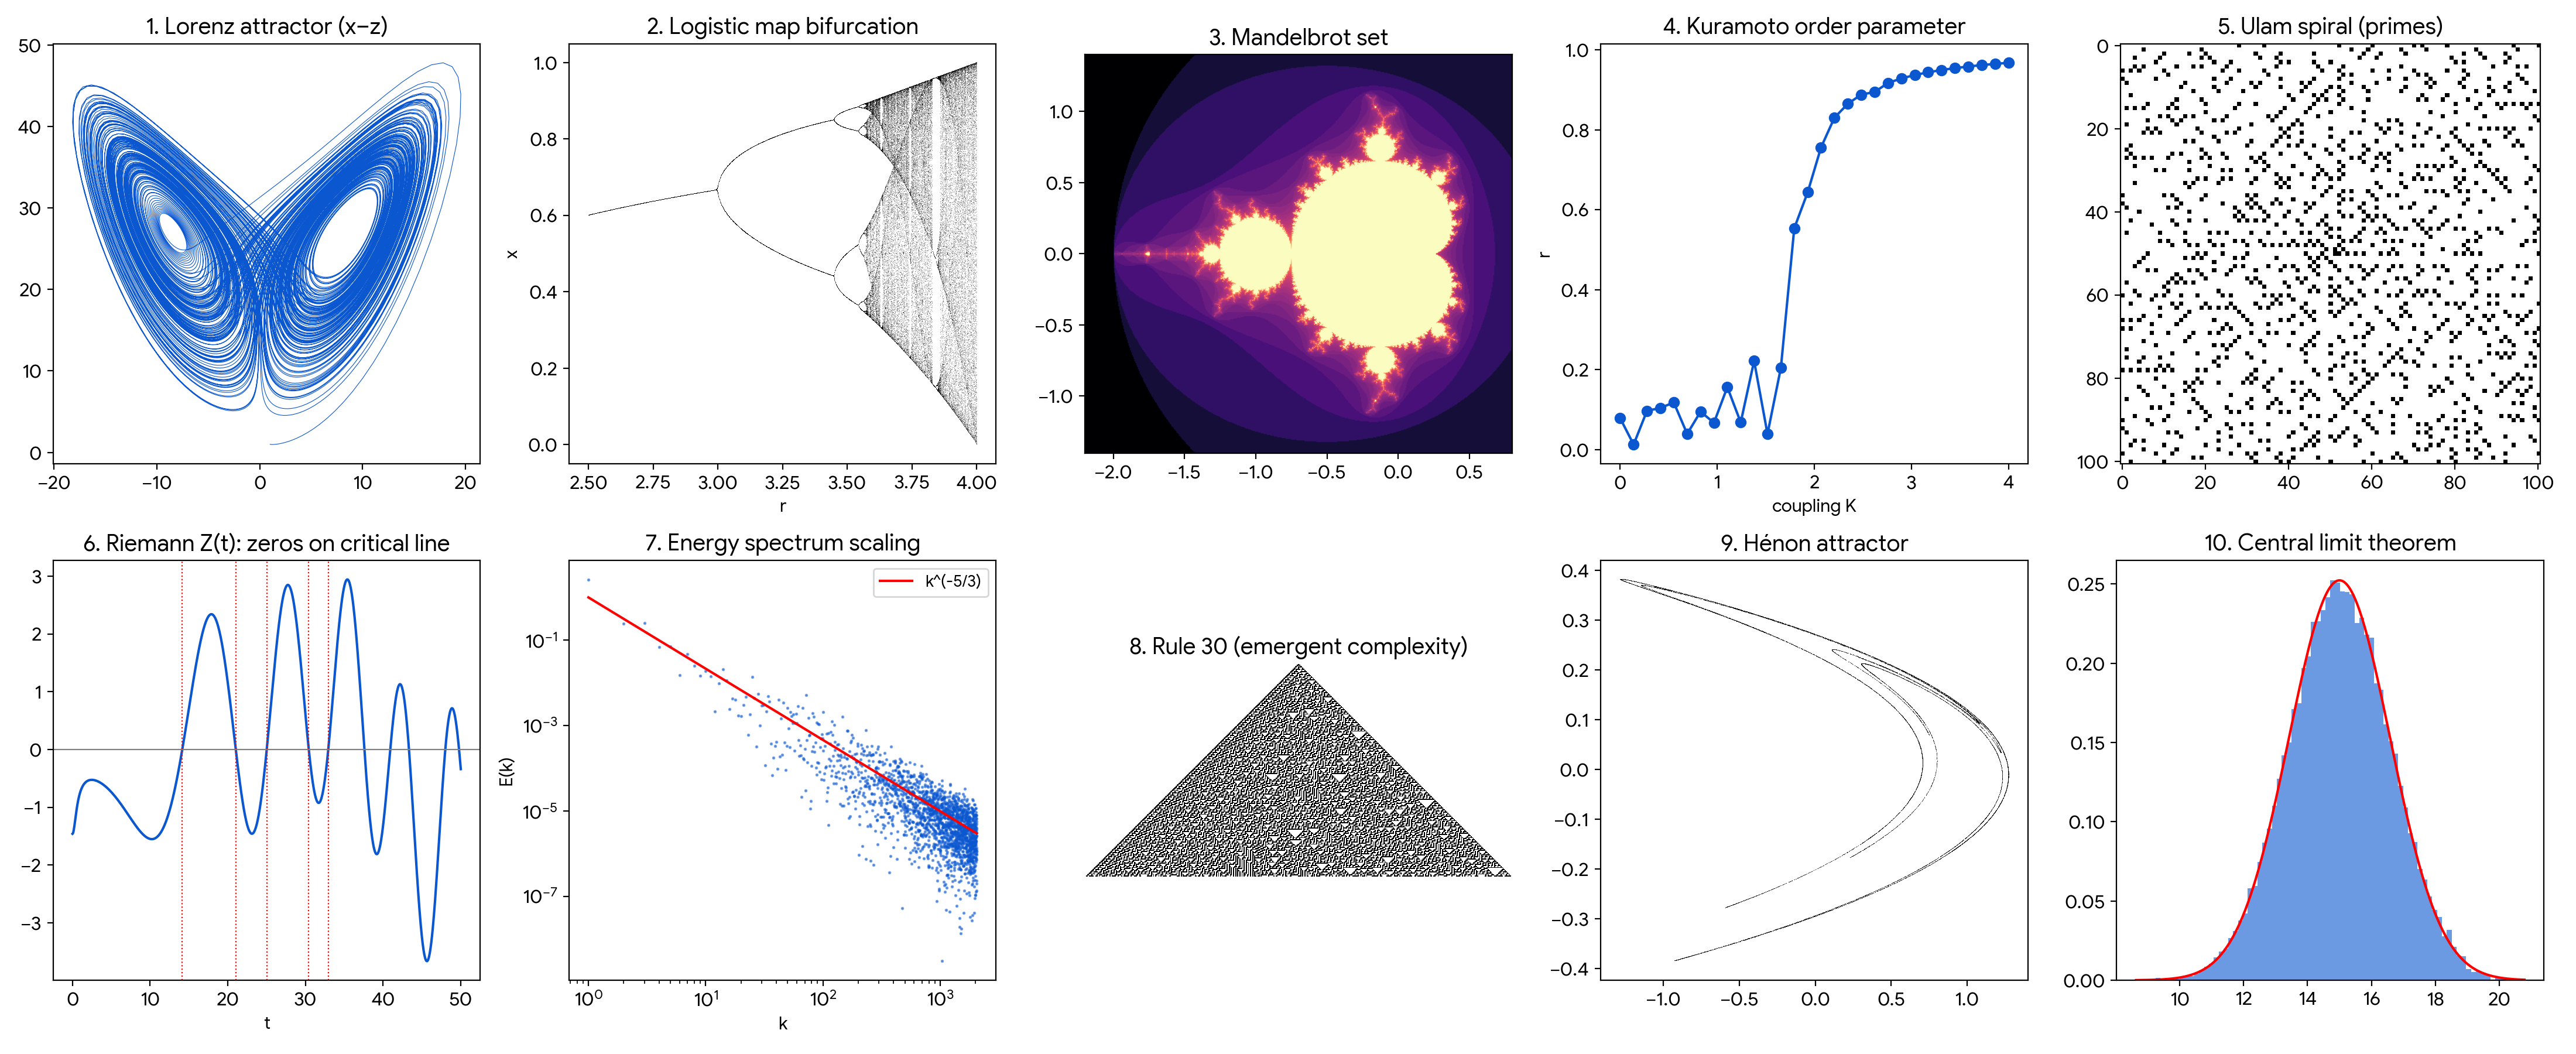 1. Lorenz attractor (x−z)
50
40
30
20
10
0
−20 −10 0 10 20
2. Logistic map bifurcation
1.0
0.8
0.6
0.4
0.2
0.0
x
2.50 2.75 3.00 3.25 3.50 3.75 4.00
r
3. Mandelbrot set
1.0
0.5
0.0
−0.5
−1.0
−2.0 −1.5 −1.0 −0.5 0.0 0.5
4. Kuramoto order parameter
1.0
0.8
0.6
0.4
0.2
0.0
r
0 1 2 3 4
coupling K
5. Ulam spiral (primes)
0
20
40
60
80
100
0 20 40 60 80 100
6. Riemann Z(t): zeros on critical line
3
2
1
0
−1
−2
−3
0 10 20 30 40 50
t
7. Energy spectrum scaling
k^(-5/3)
10⁻¹
10⁻³
10⁻⁵
10⁻⁷
E(k)
10⁰ 10¹ 10² 10³
k
8. Rule 30 (emergent complexity)
9. Hénon attractor
0.4
0.3
0.2
0.1
0.0
−0.1
−0.2
−0.3
−0.4
−1.0 −0.5 0.0 0.5 1.0
10. Central limit theorem
0.25
0.20
0.15
0.10
0.05
0.00
10 12 14 16 18 20